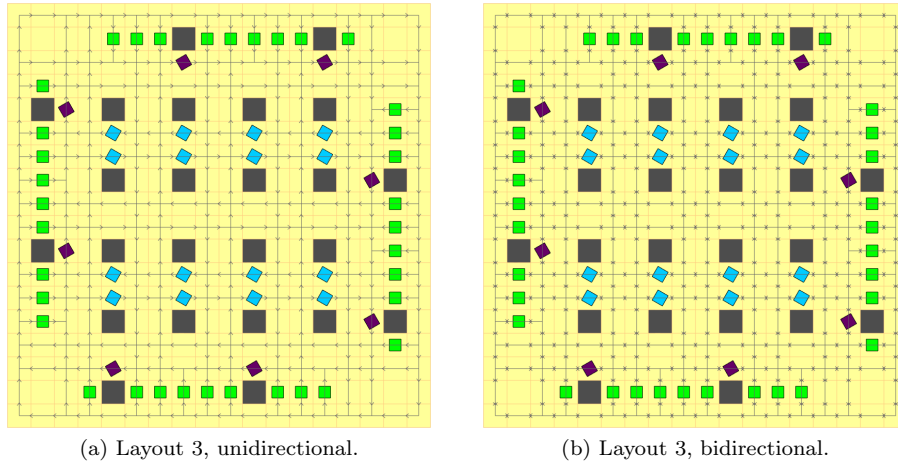 (a) Layout 3, unidirectional.
(b) Layout 3, bidirectional.